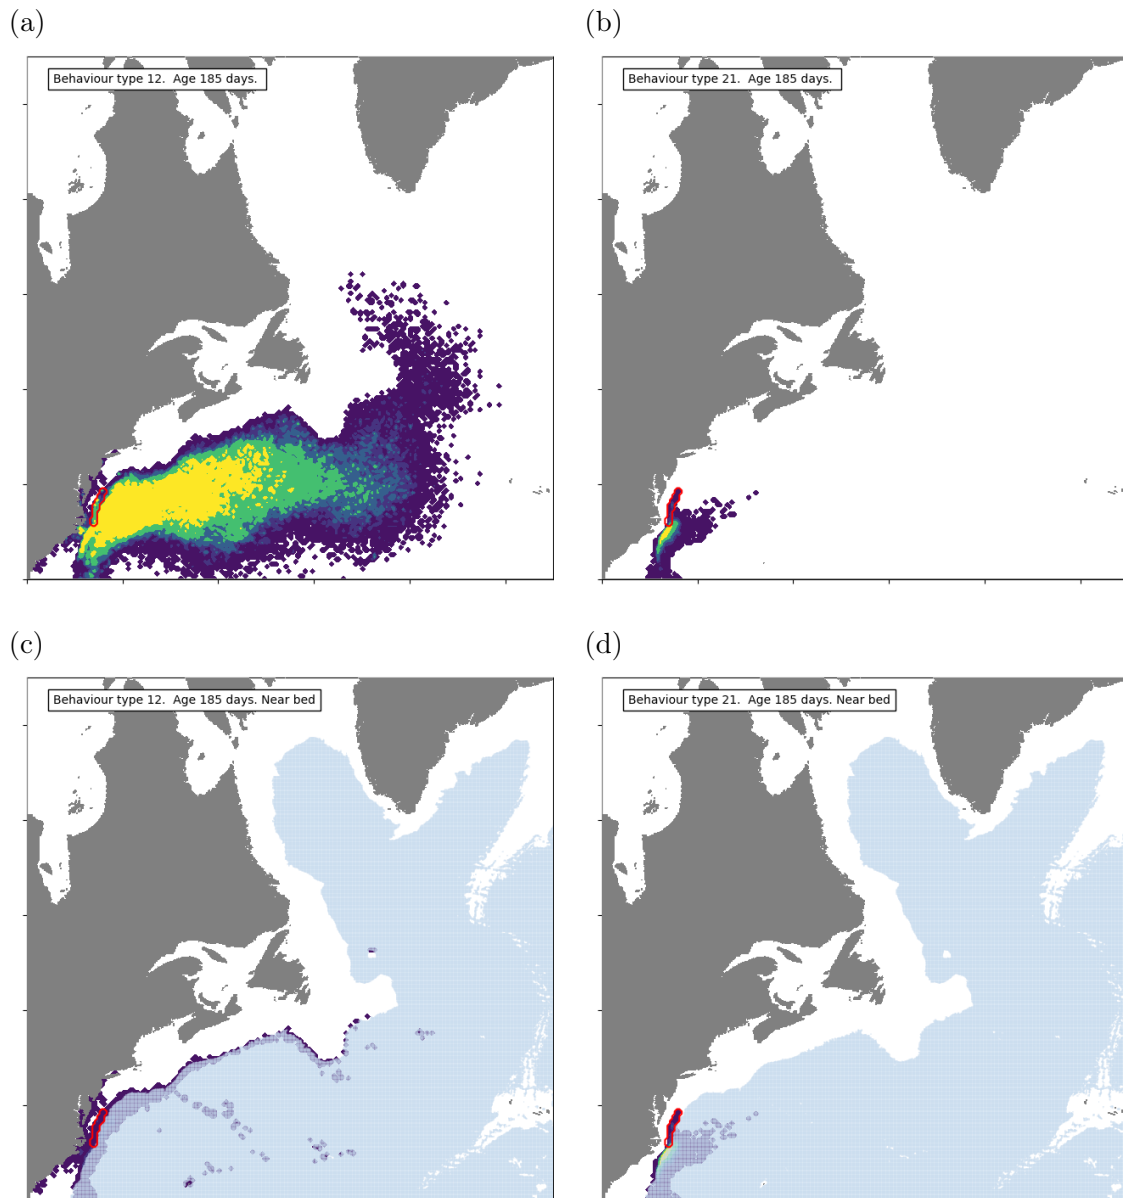 (a)
(b)
Behaviour type 12.  Age 185 days.
Behaviour type 21.  Age 185 days.
(c)
(d)
Behaviour type 12.  Age 185 days. Near bed
Behaviour type 21.  Age 185 days. Near bed